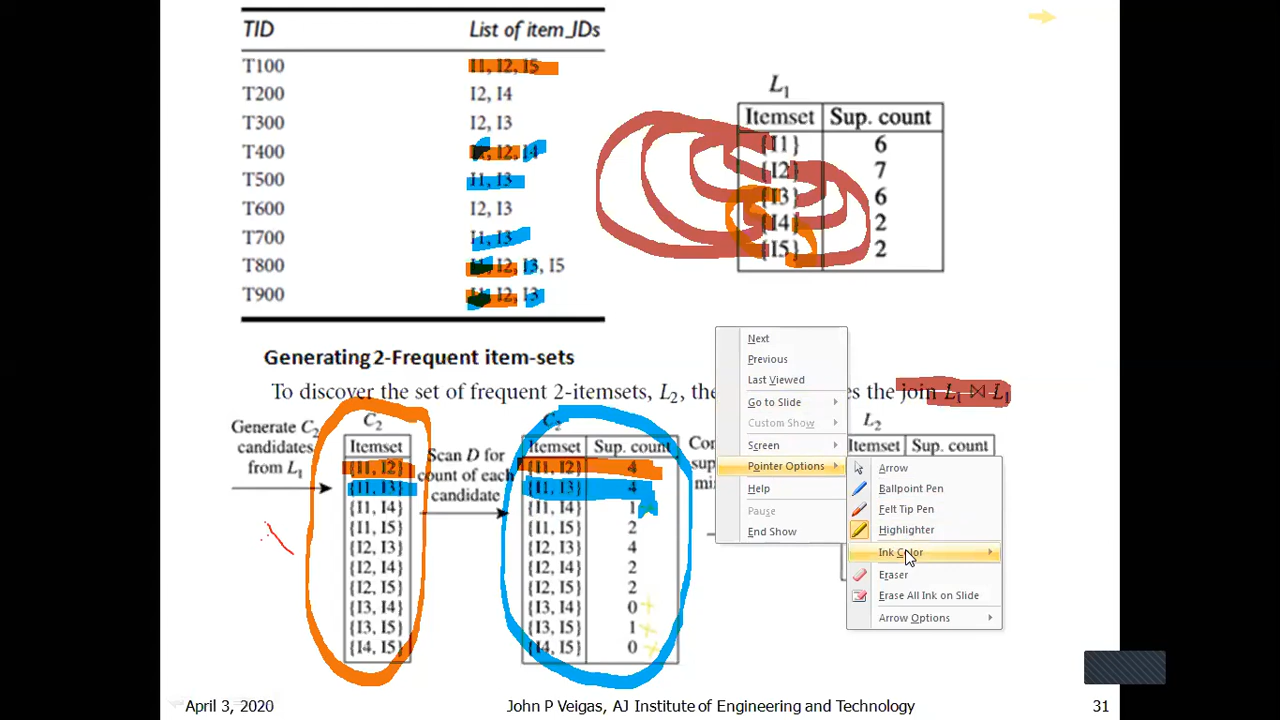 TID List of item_IDs
T100 I1, I2, I5
T200 I2, I4
T300 I2, I3
T400 I1, I2, I4
T500 I1, I3
T600 I2, I3
T700 I1, I3
T800 I1, I2, I3, I5
T900 I1, I2, I3
L1
Itemset Sup. count
{I1} 6
{I2} 7
{I3} 6
{I4} 2
{I5} 2
Generating 2-Frequent item-sets
To discover the set of frequent 2-itemsets, L2, the es the join L1 ⋈ L1
Generate C2
candidates
from L1
C2
Itemset
{I1, I2}
{I1, I3}
{I1, I4}
{I1, I5}
{I2, I3}
{I2, I4}
{I2, I5}
{I3, I4}
{I3, I5}
{I4, I5}
Scan D for
count of each
candidate
C2
Itemset Sup. count
{I1, I2} 4
{I1, I3} 4
{I1, I4} 1
{I1, I5} 2
{I2, I3} 4
{I2, I4} 2
{I2, I5} 2
{I3, I4} 0
{I3, I5} 1
{I4, I5} 0
L2
Itemset Sup. count
Next
Previous
Last Viewed
Go to Slide
Custom Show
Screen
Pointer Options
Help
Pause
End Show
Arrow
Ballpoint Pen
Felt Tip Pen
Highlighter
Ink Color
Eraser
Erase All Ink on Slide
Arrow Options
April 3, 2020 John P Veigas, AJ Institute of Engineering and Technology 31